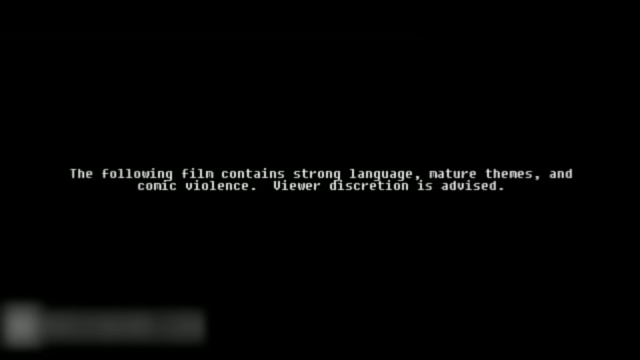 The following film contains strong language, mature themes, and
comic violence.  Viewer discretion is advised.